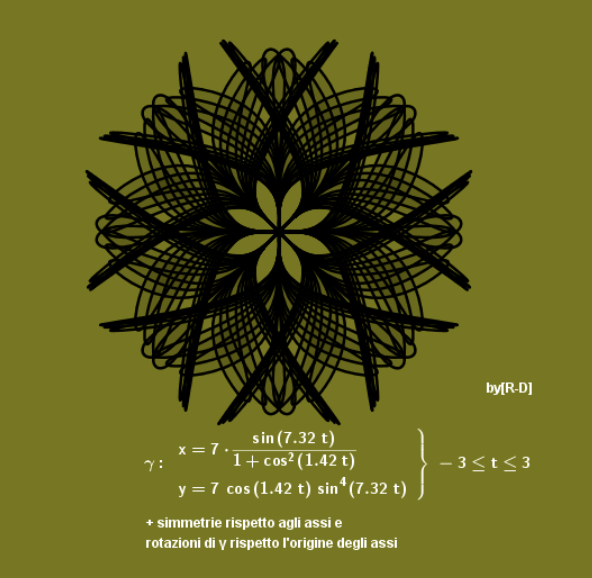 by[R-D]
γ : x = 7 · sin (7.32 t) / 1 + cos² (1.42 t)
y = 7 cos (1.42 t) sin⁴ (7.32 t) } − 3 ≤ t ≤ 3
+ simmetrie rispetto agli assi e
rotazioni di γ rispetto l'origine degli assi